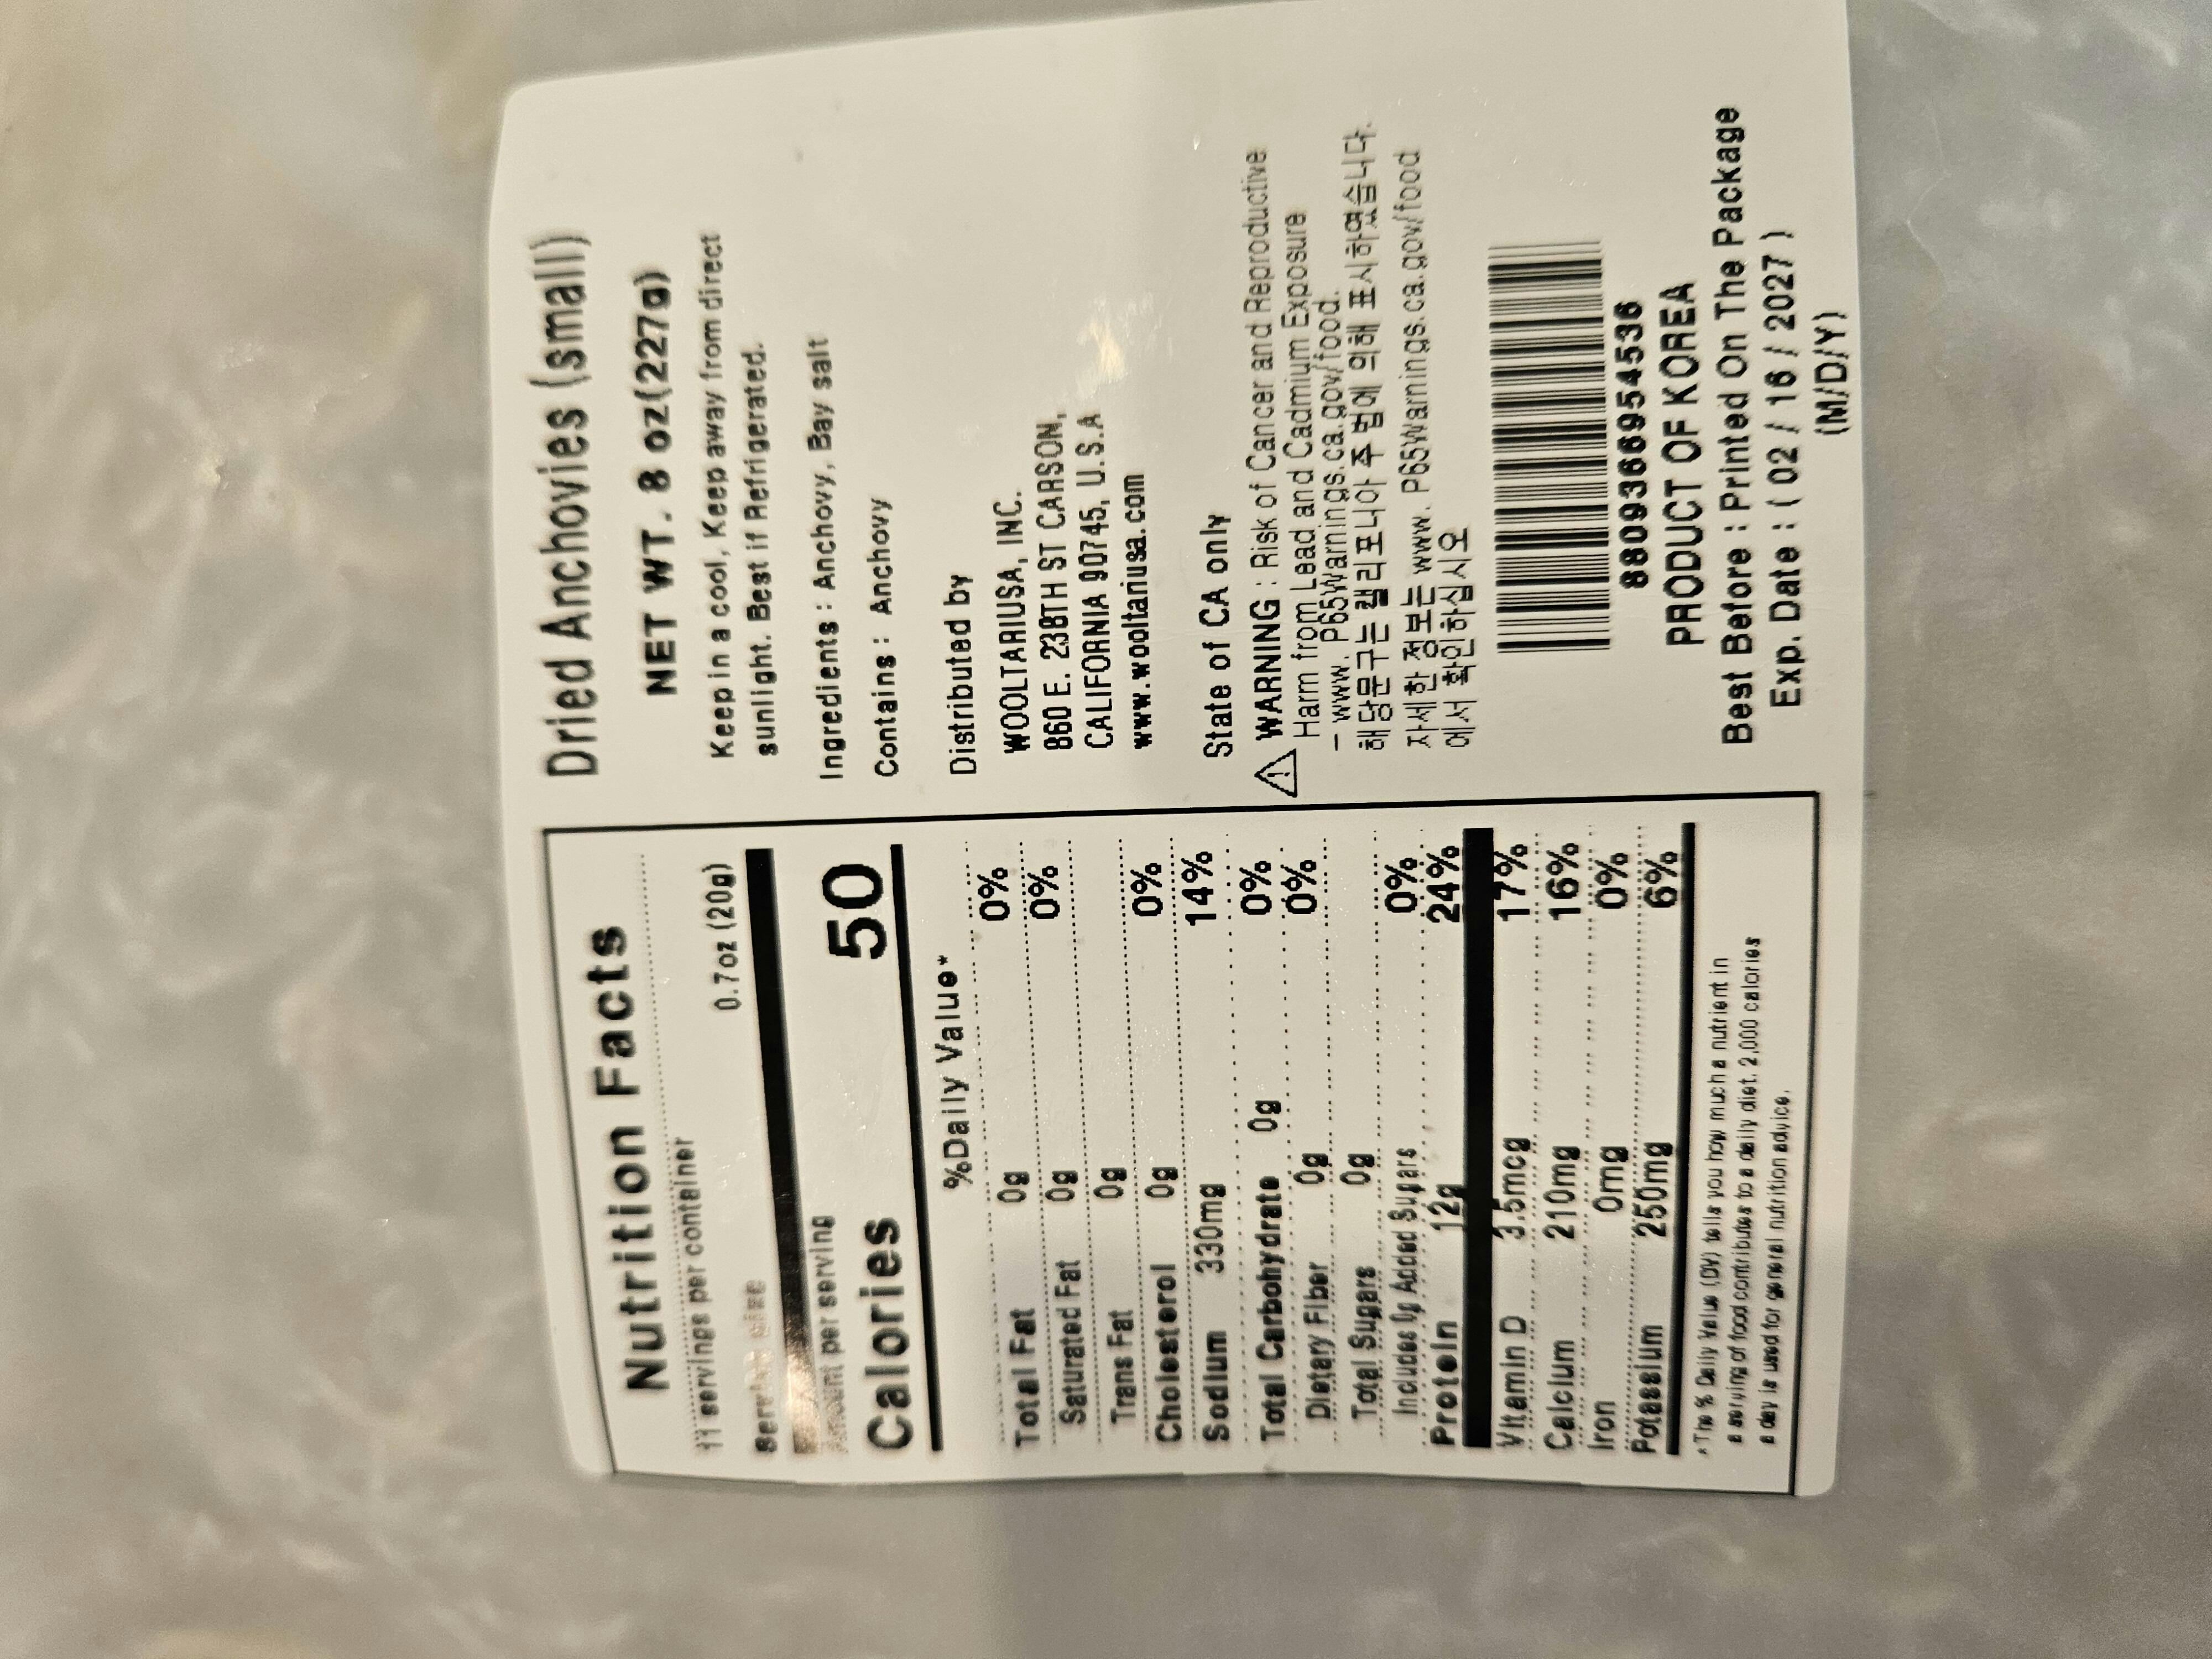 Nutrition Facts
11 servings per container
Serving size 0.7oz (20g)
Amount per serving
Calories 50
%Daily Value*
Total Fat 0g 0%
Saturated Fat 0g 0%
Trans Fat 0g
Cholesterol 0g 0%
Sodium 330mg 14%
Total Carbohydrate 0g 0%
Dietary Fiber 0g 0%
Total Sugars 0g
Includes 0g Added Sugars 0%
Protein 12g 24%
Vitamin D 3.5mcg 17%
Calcium 210mg 16%
Iron 0mg 0%
Potassium 250mg 6%
*The % Daily Value (DV) tells you how much a nutrient in
a serving of food contributes to a daily diet. 2,000 calories
a day is used for general nutrition advice.
Dried Anchovies (small)
NET WT. 8 oz(227g)
Keep in a cool, Keep away from direct
sunlight. Best if Refrigerated.
Ingredients : Anchovy, Bay salt
Contains : Anchovy
Distributed by
WOOLTARIUSA, INC.
860 E. 238TH ST CARSON,
CALIFORNIA 90745, U.S.A
www.wooltariusa.com
State of CA only
⚠ WARNING : Risk of Cancer and Reproductive
Harm from Lead and Cadmium Exposure
- www. P65Warnings.ca.gov/food.
해당문구는 캘리포니아 주 법에 의해 표시하였습니다.
자세한 정보는 www. P65Warnings.ca.gov/food
에서 확인하십시오
8809366954536
PRODUCT OF KOREA
Best Before : Printed On The Package
Exp. Date : ( 02 / 16 / 2027 )
(M/D/Y)